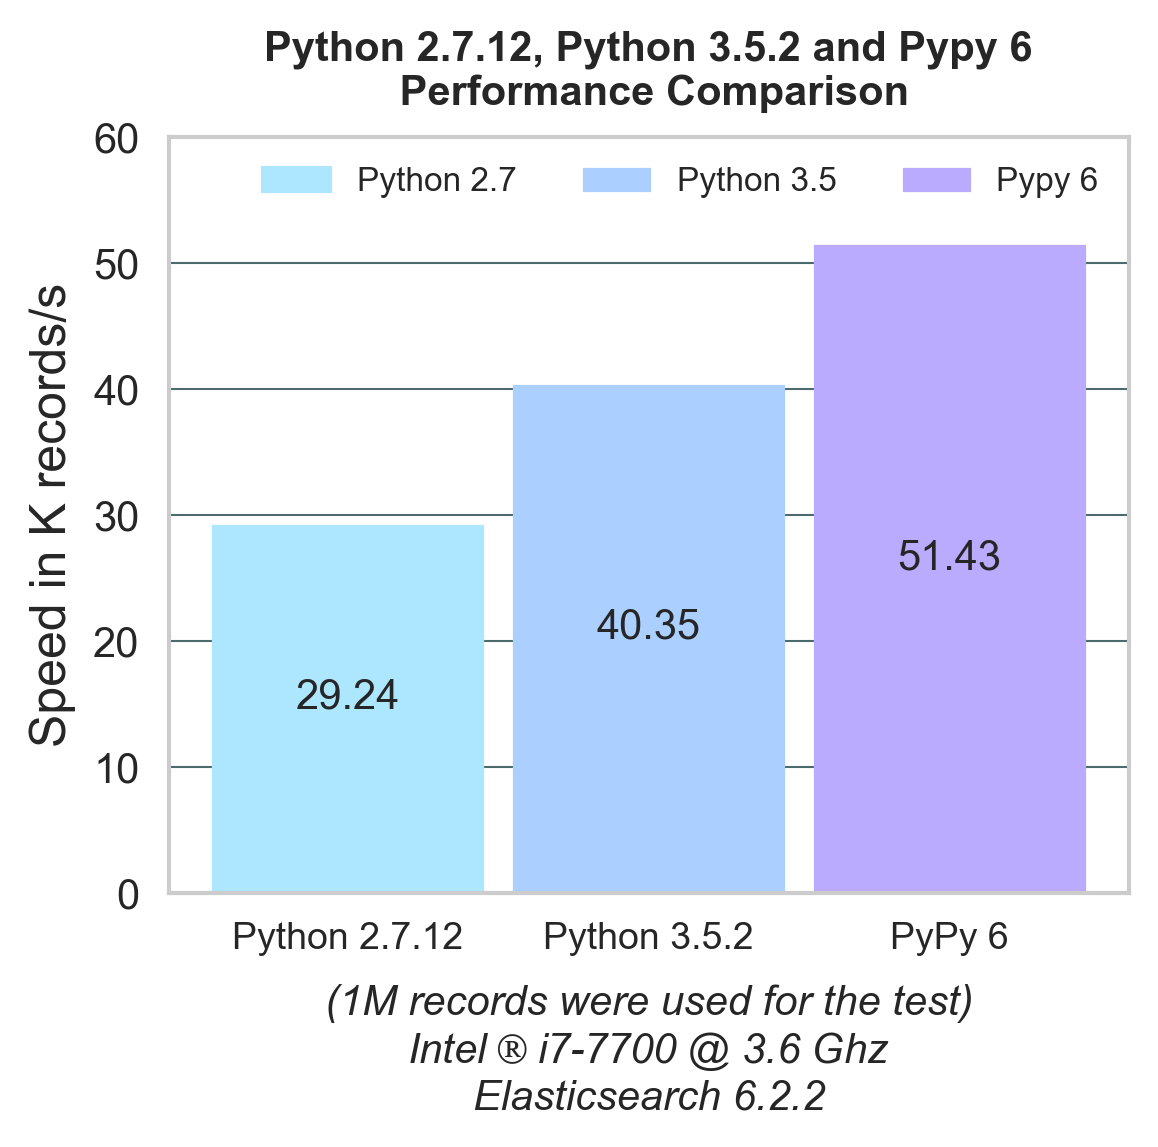 Python 2.7.12, Python 3.5.2 and Pypy 6
Performance Comparison
60
Python 2.7
Python 3.5
Pypy 6
50
40
30
20
10
0
Speed in K records/s
51.43
40.35
29.24
Python 2.7.12
Python 3.5.2
PyPy 6
(1M records were used for the test)
Intel ® i7-7700 @ 3.6 Ghz
Elasticsearch 6.2.2